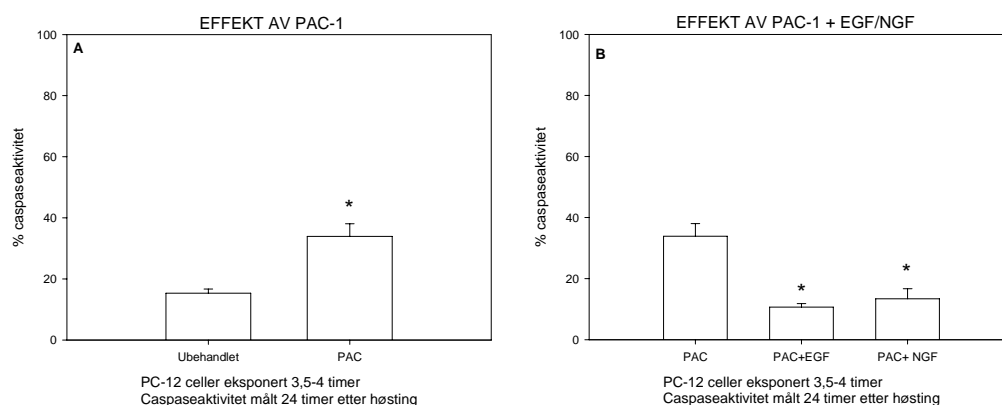 EFFEKT AV PAC-1
A
% caspaseaktivitet
100
80
60
40
20
0
*
Ubehandlet PAC
PC-12 celler eksponert 3,5-4 timer
Caspaseaktivitet målt 24 timer etter høsting
EFFEKT AV PAC-1 + EGF/NGF
B
% caspaseaktivitet
100
80
60
40
20
0
* *
PAC PAC+EGF PAC+ NGF
PC-12 celler eksponert 3,5-4 timer
Caspaseaktivitet målt 24 timer etter høsting